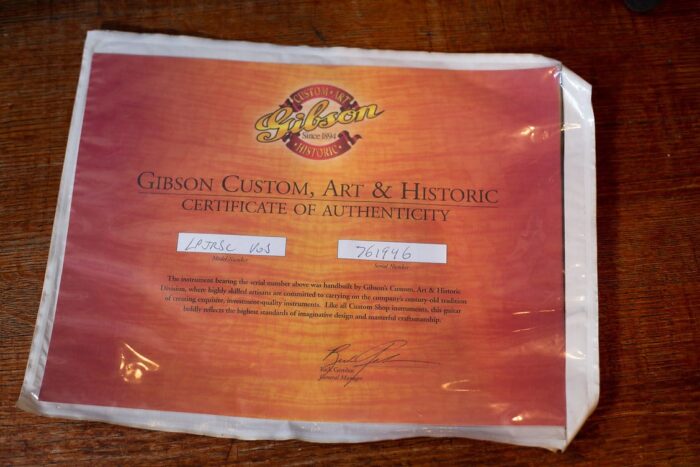 CUSTOM • ART
Gibson
Since 1894
• HISTORIC •
GIBSON CUSTOM, ART & HISTORIC
CERTIFICATE OF AUTHENTICITY
LPJRSC VOS 761946
Model Number Serial Number
The instrument bearing the serial number above was handbuilt by Gibson's Custom, Art & Historic
Division, where highly skilled artisans are committed to carrying on the company's century-old tradition
of creating exquisite, investment-quality instruments. Like all Custom Shop instruments, this guitar
boldly reflects the highest standards of imaginative design and masterful craftsmanship.
Rick Gembar
General Manager